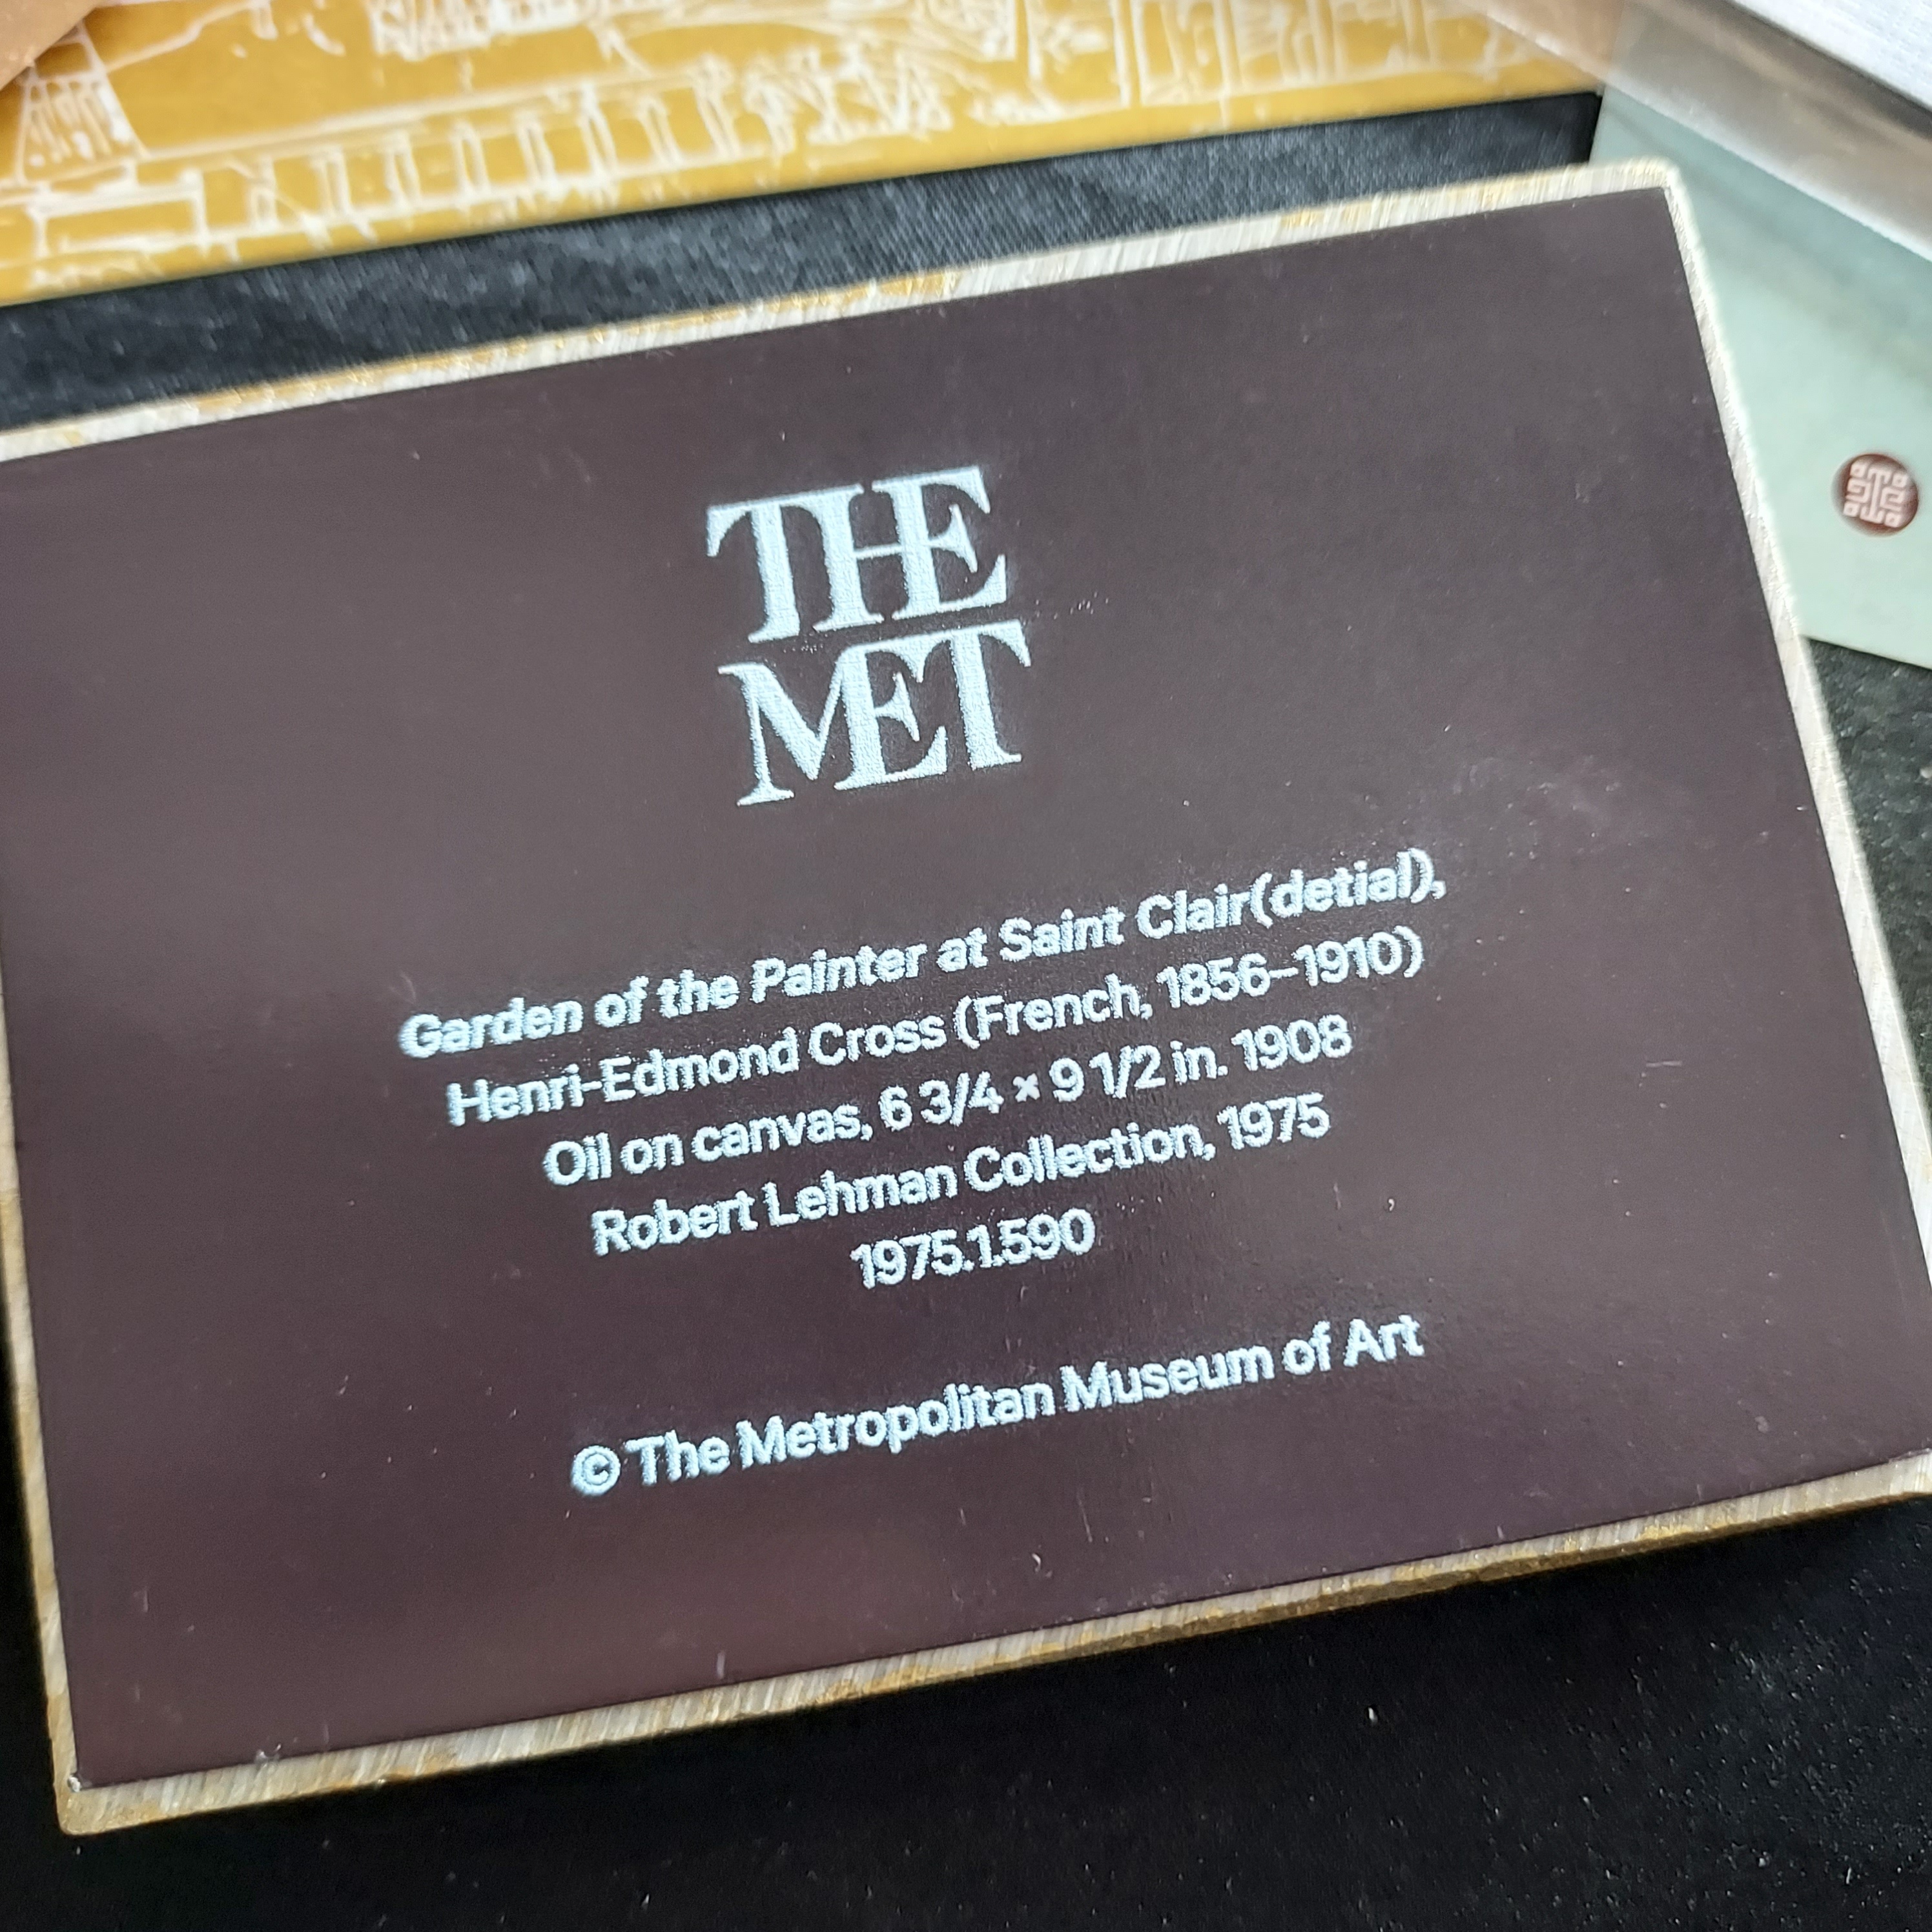 THE
MET
Garden of the Painter at Saint Clair(detial),
Henri-Edmond Cross (French, 1856–1910)
Oil on canvas, 6 3/4 × 9 1/2 in. 1908
Robert Lehman Collection, 1975
1975.1.590
© The Metropolitan Museum of Art